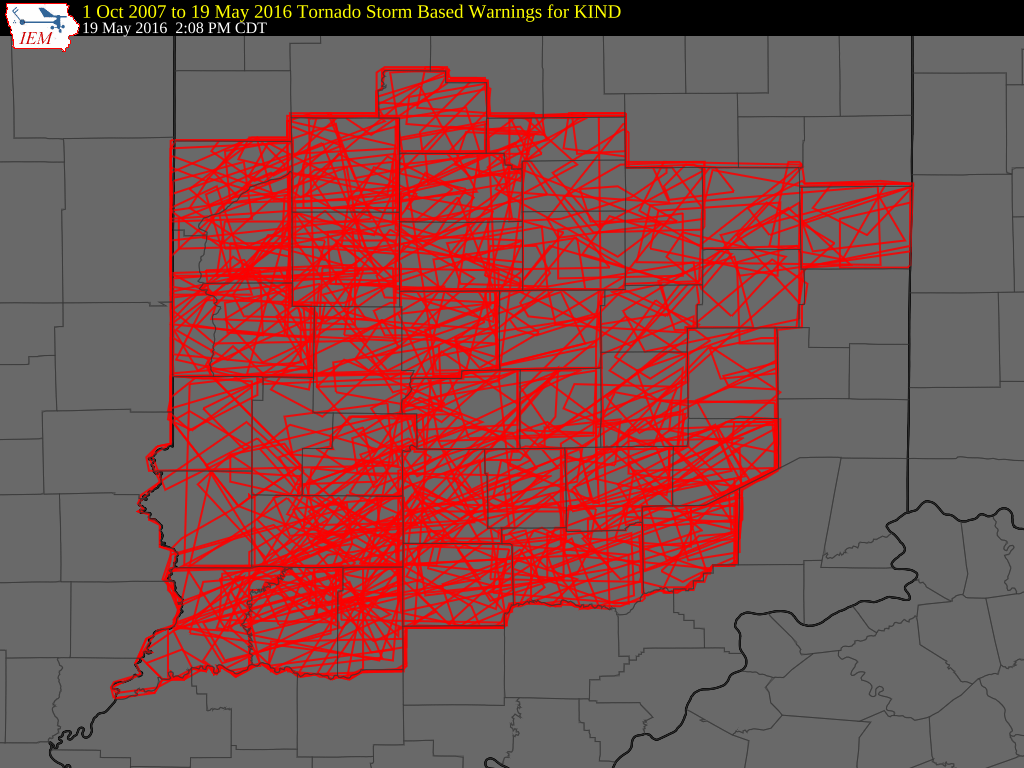 1 Oct 2007 to 19 May 2016 Tornado Storm Based Warnings for KIND
19 May 2016  2:08 PM CDT
IEM